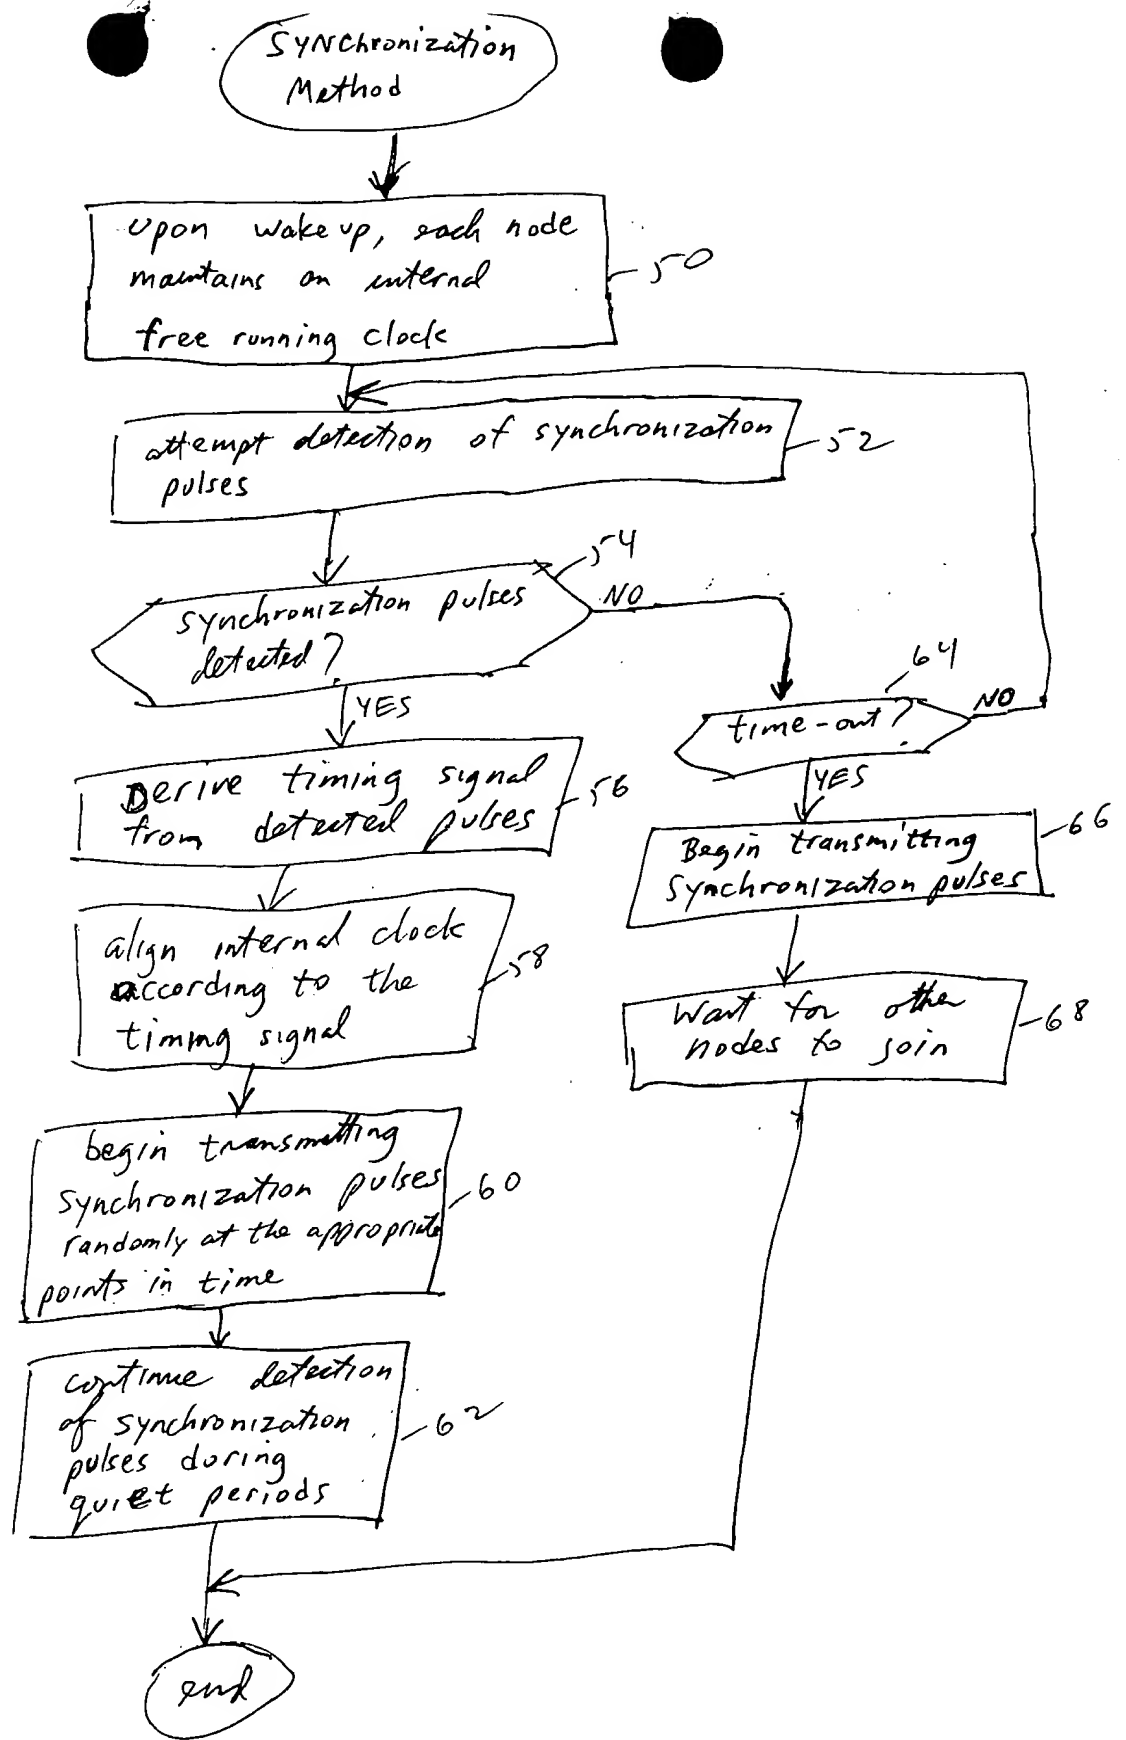 SYNchronization
Method
Upon wake up, each node
maintains an internal
free running clock
50
attempt detection of synchronization
pulses
52
54
synchronization pulses
detected?
NO
YES
64
time-out?
NO
YES
Derive timing signal
from detected pulses
56
Begin transmitting
synchronization pulses
66
align internal clock
according to the
timing signal
58
Wait for other
nodes to join
68
begin transmitting
synchronization pulses
randomly at the appropriate
points in time
60
continue detection
of synchronization
pulses during
quiet periods
62
end